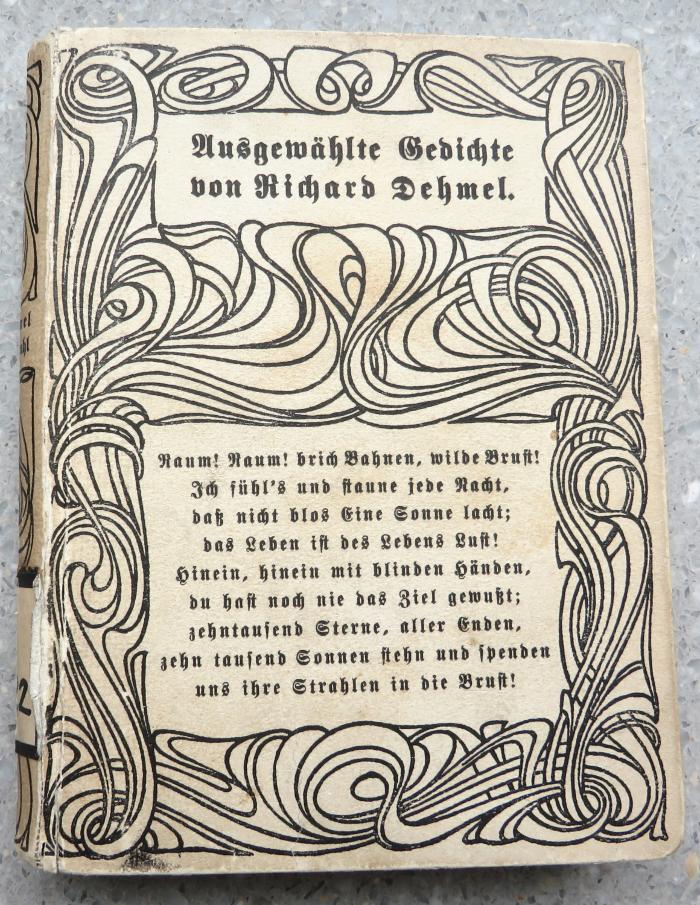 Ausgewählte Gedichte
von Richard Dehmel.
Raum! Raum! brich Bahnen, wilde Brust!
Ich fühl's und staune jede Nacht,
daß nicht blos Eine Sonne lacht;
das Leben ist des Lebens Lust!
Hinein, hinein mit blinden Händen,
du hast noch nie das Ziel gewußt;
zehntausend Sterne, aller Enden,
zehn tausend Sonnen stehn und spenden
uns ihre Strahlen in die Brust!
2